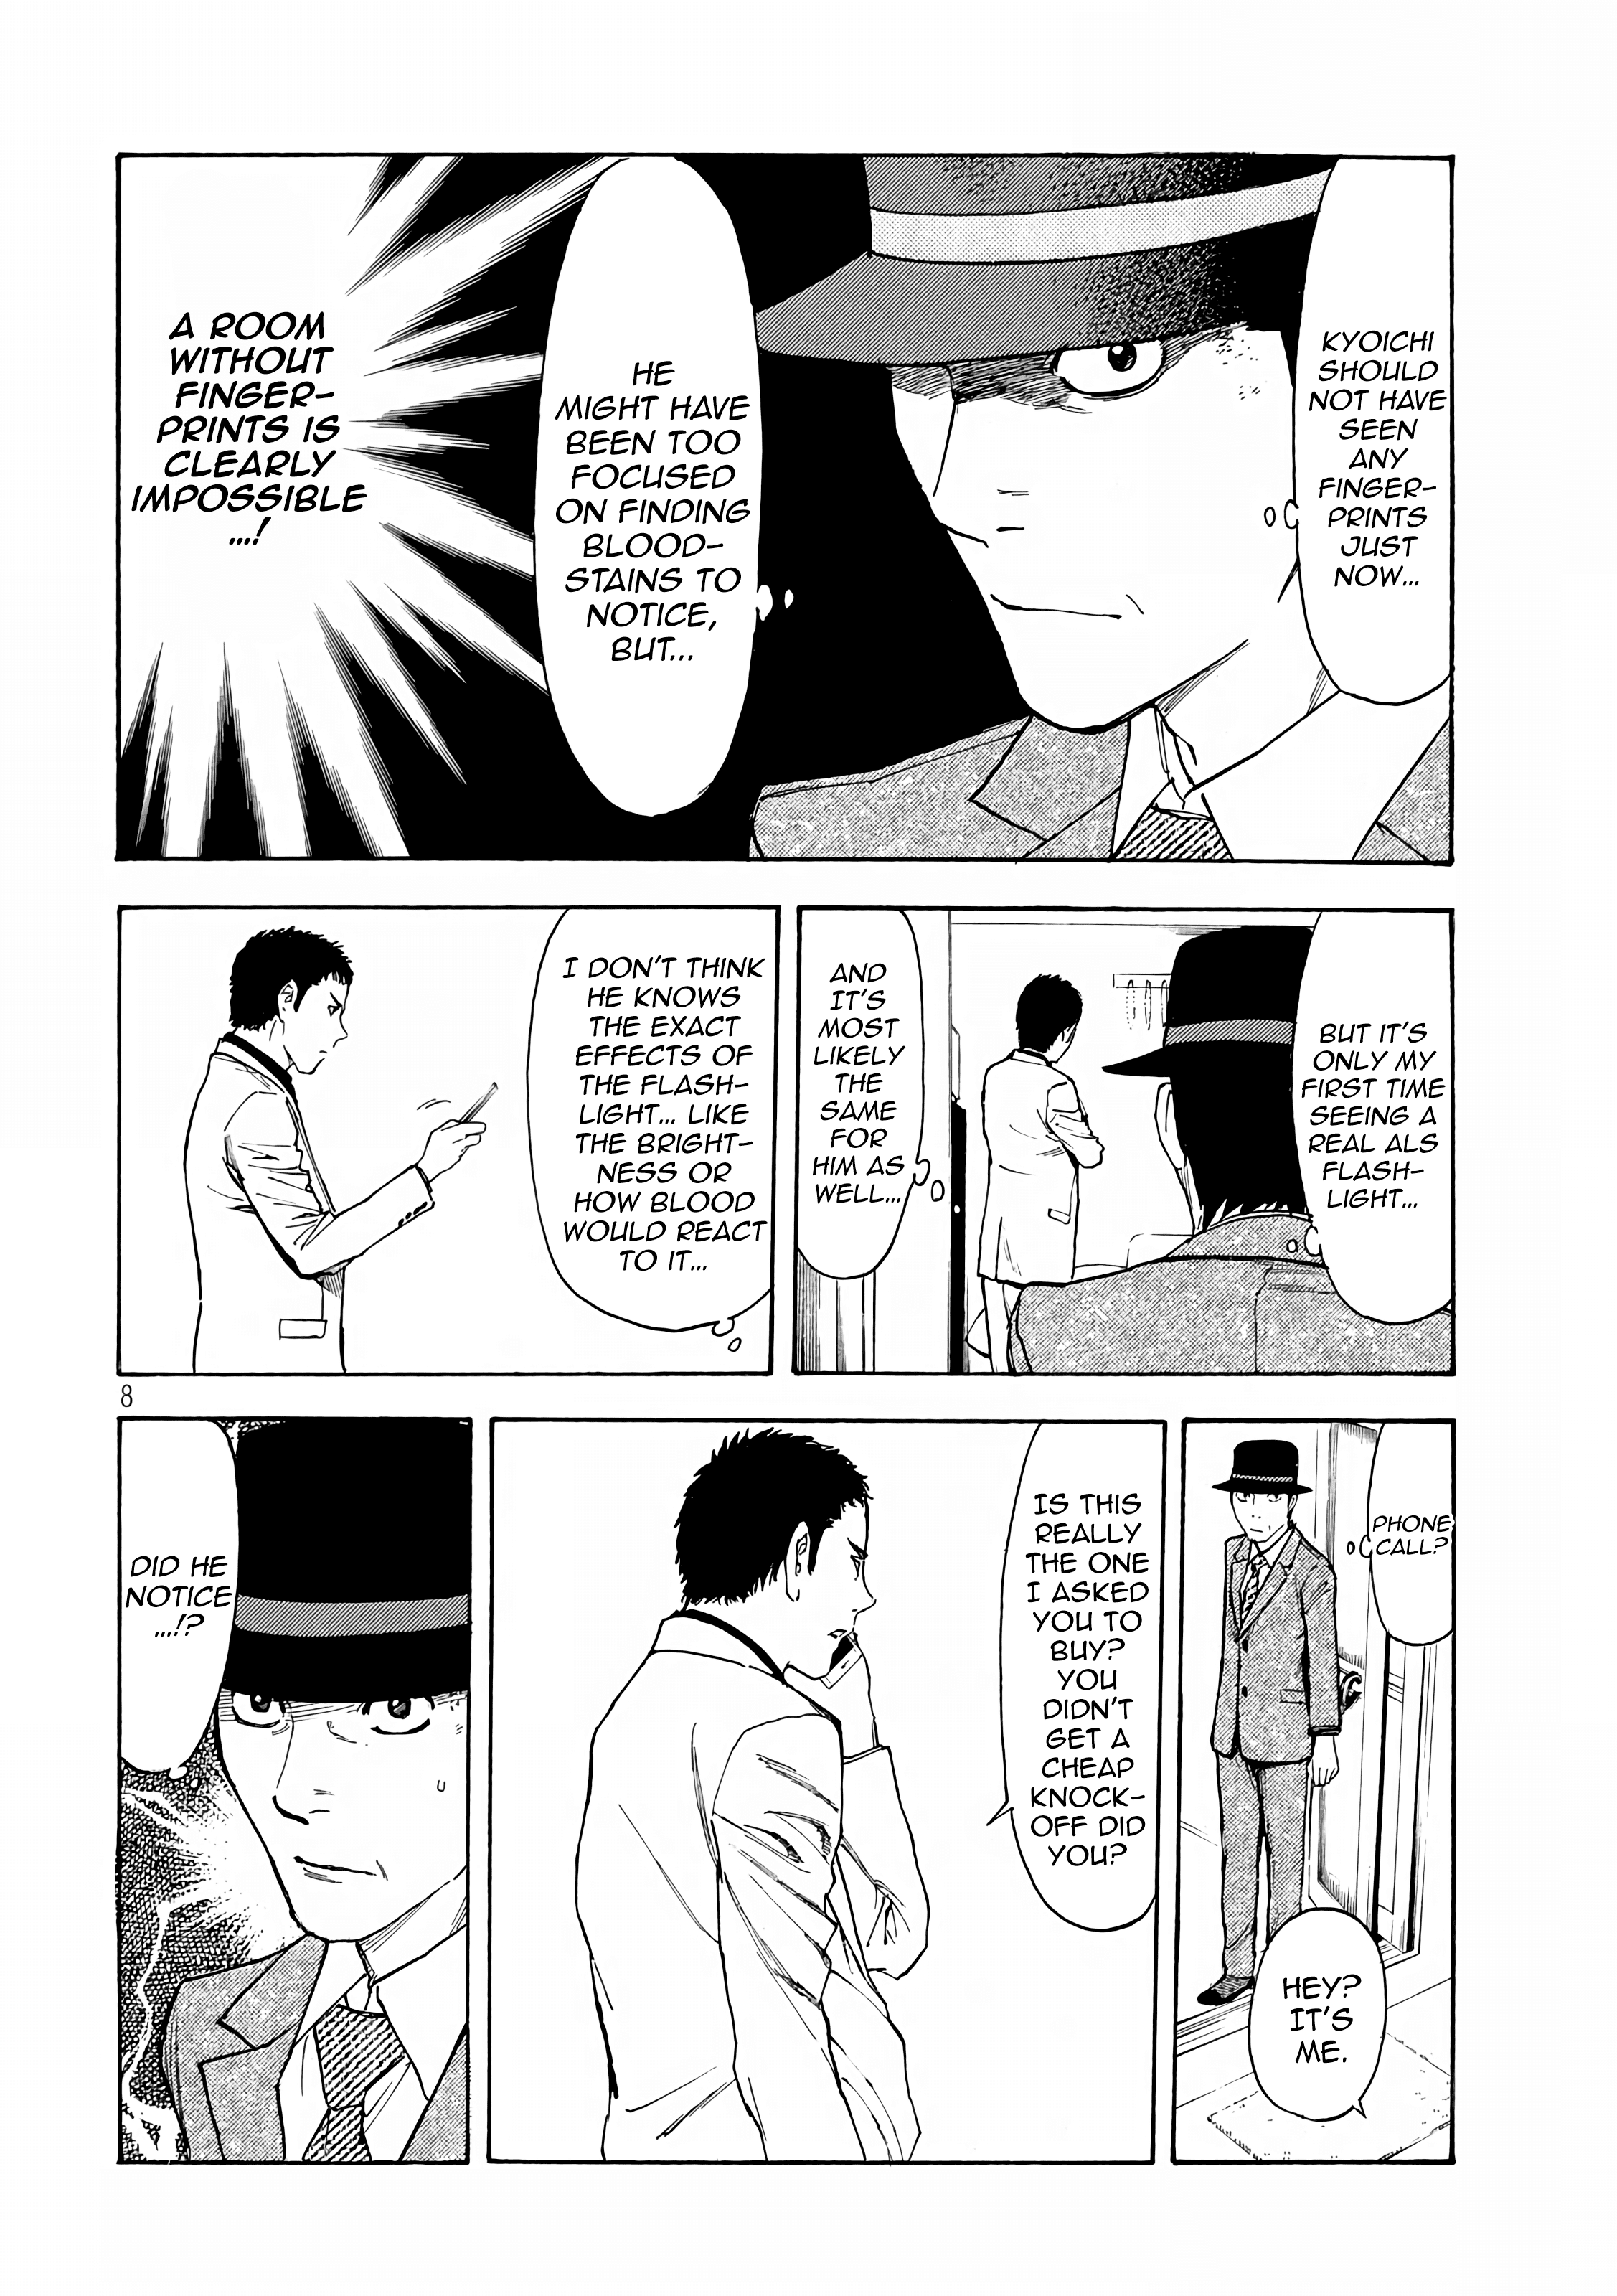 KYOICHI
SHOULD
NOT HAVE
SEEN
ANY
FINGER-
PRINTS
JUST
NOW...
HE
MIGHT HAVE
BEEN TOO
FOCUSED
ON FINDING
BLOOD-
STAINS TO
NOTICE,
BUT...
A ROOM
WITHOUT
FINGER-
PRINTS IS
CLEARLY
IMPOSSIBLE
...!
BUT IT'S
ONLY MY
FIRST TIME
SEEING A
REAL ALS
FLASH-
LIGHT...
AND
IT'S
MOST
LIKELY
THE
SAME
FOR
HIM AS
WELL...
I DON'T THINK
HE KNOWS
THE EXACT
EFFECTS OF
THE FLASH-
LIGHT... LIKE
THE BRIGHT-
NESS OR
HOW BLOOD
WOULD REACT
TO IT...
8
PHONE
CALL?
HEY?
IT'S
ME.
IS THIS
REALLY
THE ONE
I ASKED
YOU TO
BUY?
YOU
DIDN'T
GET A
CHEAP
KNOCK-
OFF DID
YOU?
DID HE
NOTICE
...!?